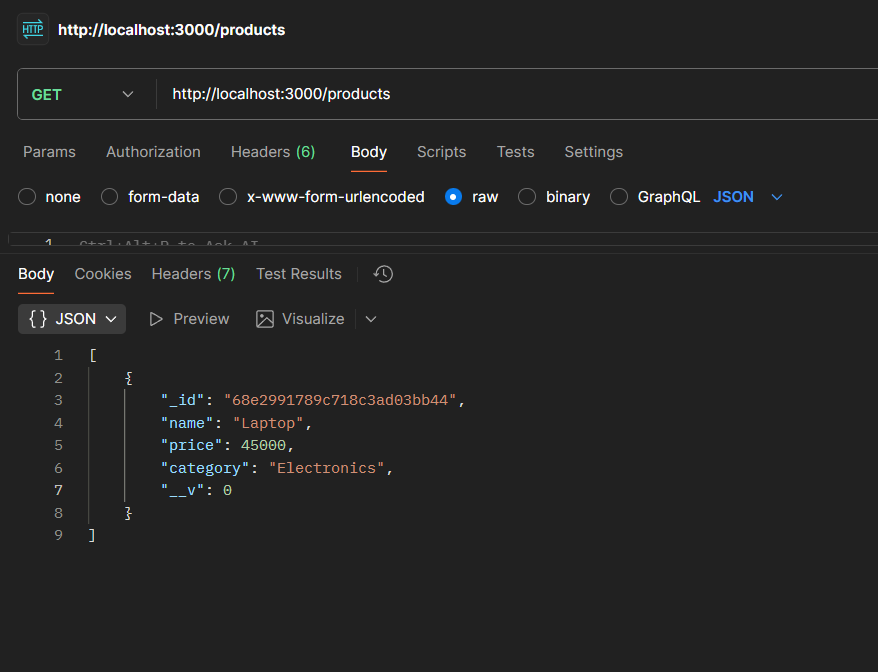 HTTP http://localhost:3000/products
GET http://localhost:3000/products
Params Authorization Headers (6) Body Scripts Tests Settings
none form-data x-www-form-urlencoded raw binary GraphQL JSON
1 Ctrl+Alt+P to Ask AI
Body Cookies Headers (7) Test Results
{} JSON Preview Visualize
1 [
2 {
3 "_id": "68e2991789c718c3ad03bb44",
4 "name": "Laptop",
5 "price": 45000,
6 "category": "Electronics",
7 "__v": 0
8 }
9 ]